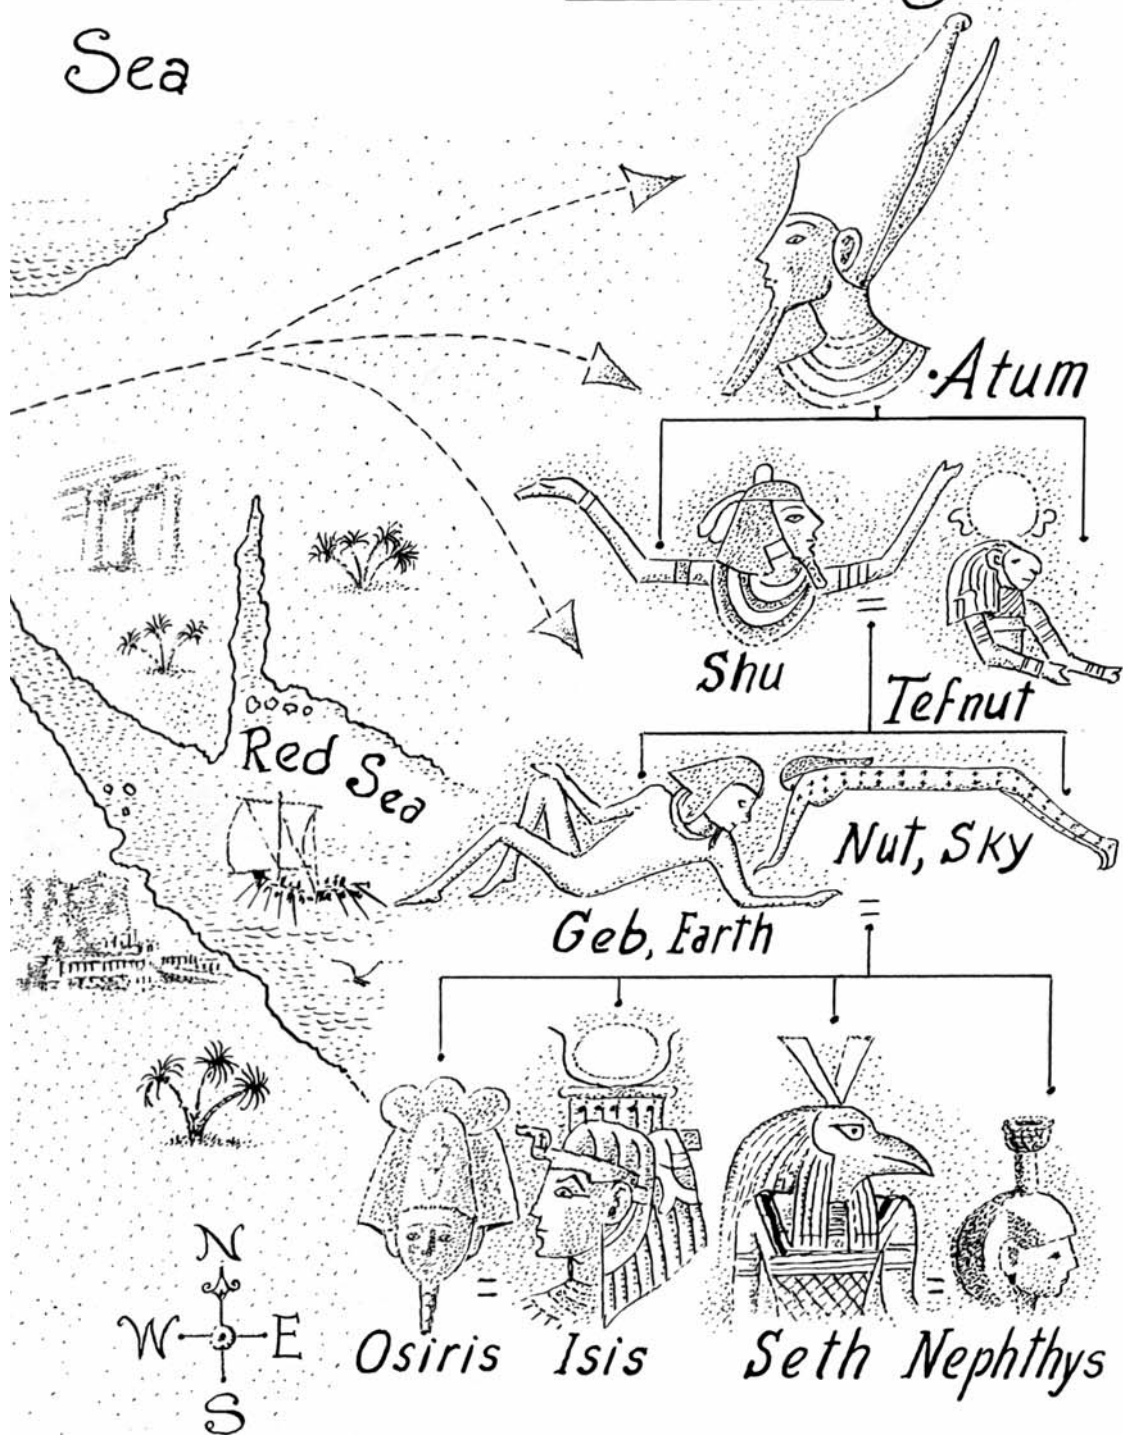 Sea
• Atum
Shu
Tefnut
Red Sea
Nut, Sky
Geb, Earth
N
W E
S
Osiris = Isis Seth = Nephthys